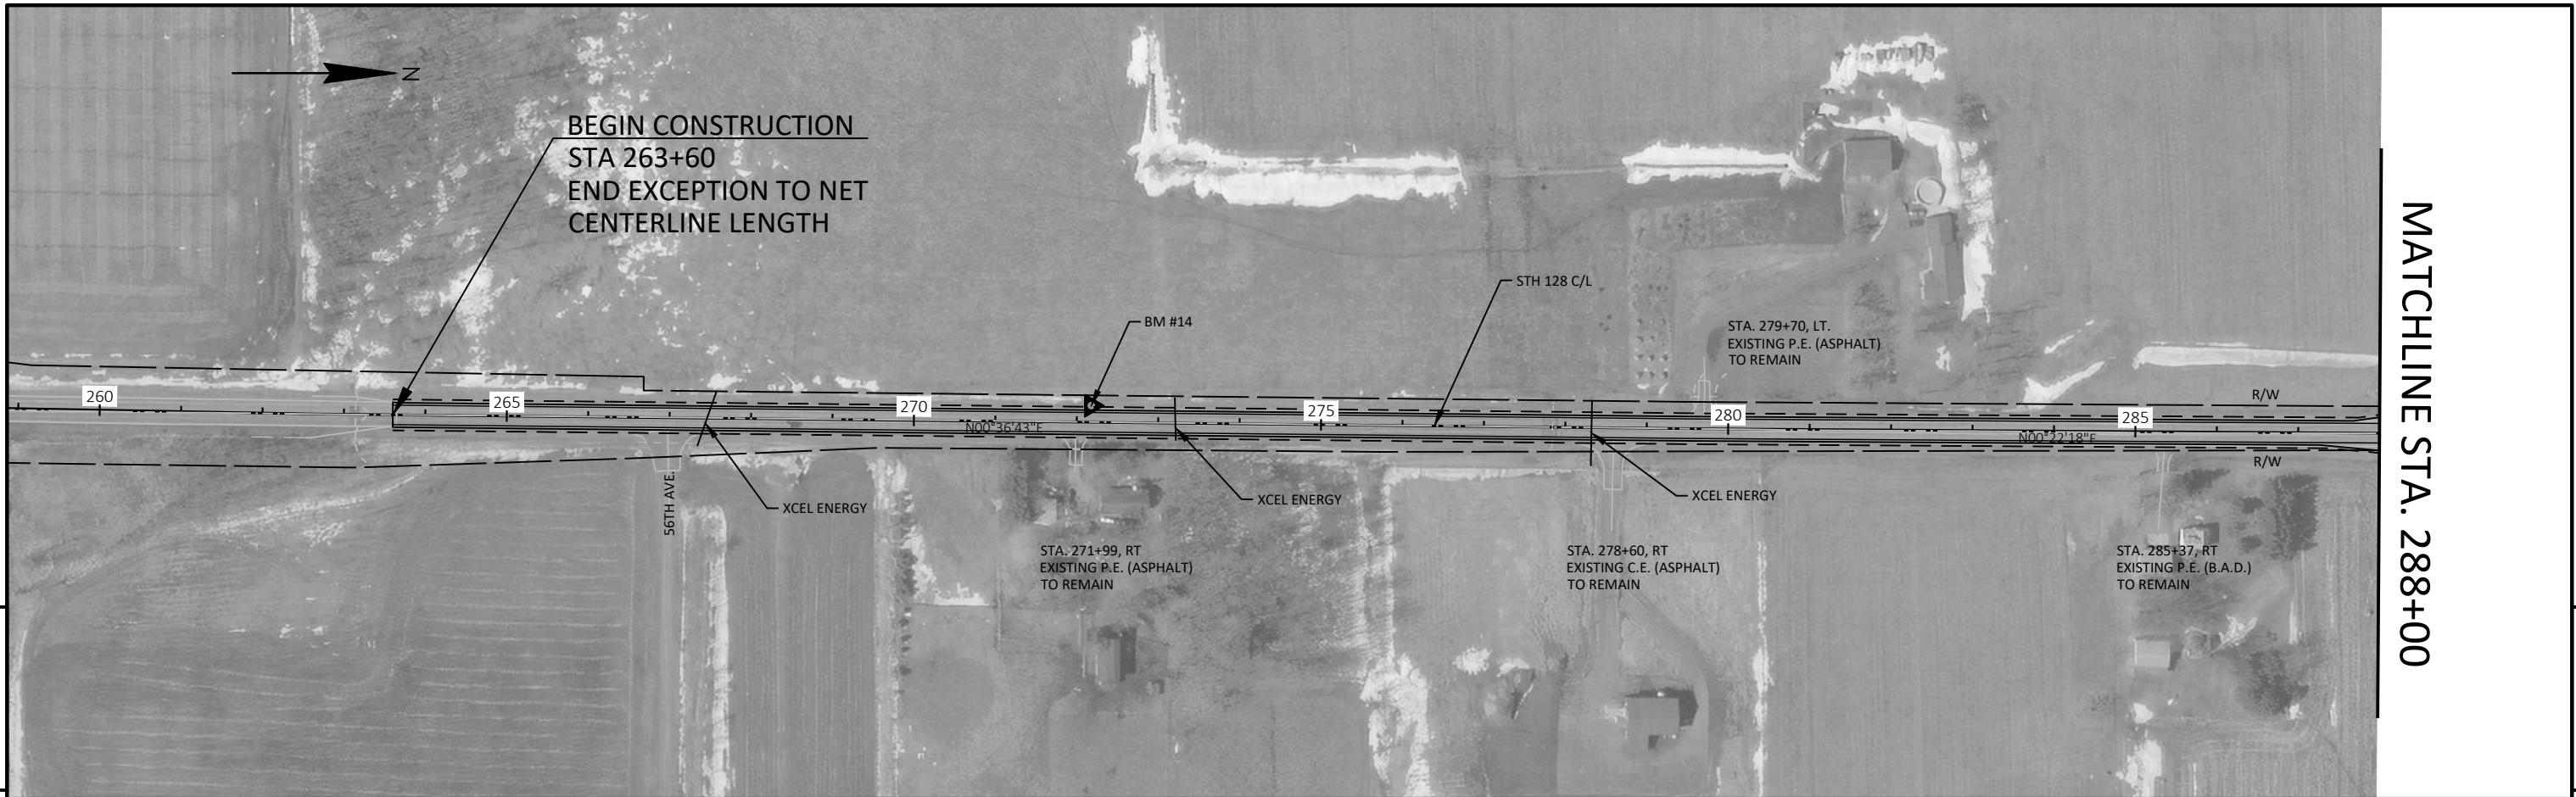 N
BEGIN CONSTRUCTION
STA 263+60
END EXCEPTION TO NET
CENTERLINE LENGTH
STH 128 C/L
BM #14
STA. 279+70, LT.
EXISTING P.E. (ASPHALT)
TO REMAIN
R/W
260
265
270
275
280
285
N00°36'43"E
N00°22'18"E
R/W
56TH AVE.
XCEL ENERGY
XCEL ENERGY
XCEL ENERGY
STA. 271+99, RT
EXISTING P.E. (ASPHALT)
TO REMAIN
STA. 278+60, RT
EXISTING C.E. (ASPHALT)
TO REMAIN
STA. 285+37, RT
EXISTING P.E. (B.A.D.)
TO REMAIN
MATCHLINE STA. 288+00